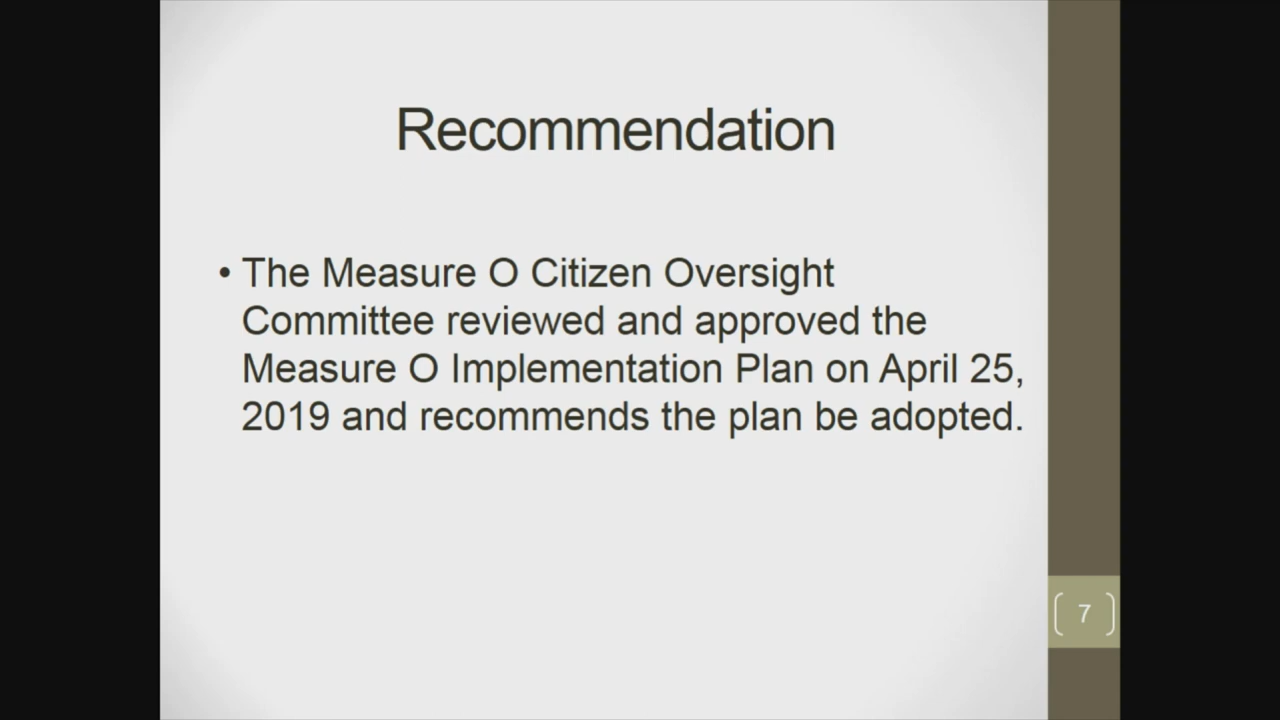 Recommendation
• The Measure O Citizen Oversight
Committee reviewed and approved the
Measure O Implementation Plan on April 25,
2019 and recommends the plan be adopted.
7